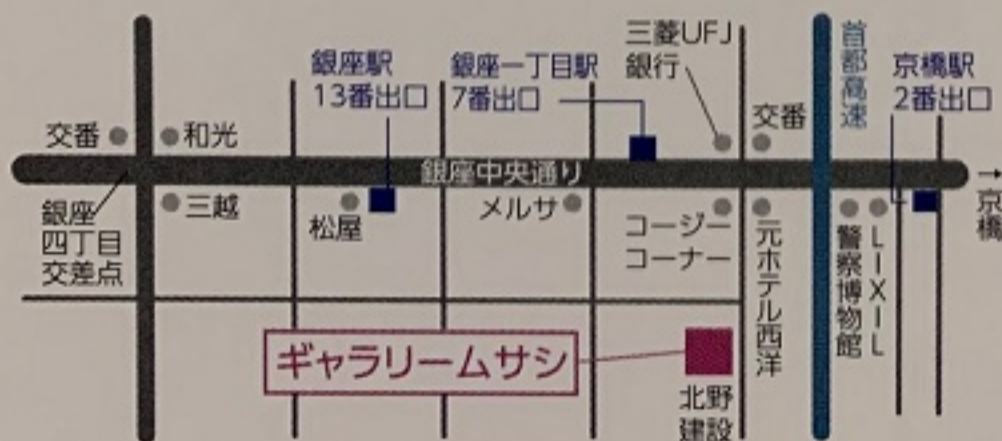 三菱UFJ
銀行
首都高速
銀座駅
13番出口
銀座一丁目駅
7番出口
京橋駅
2番出口
交番
和光
交番
銀座中央通り
→京橋
銀座
四丁目
交差点
三越
松屋
メルサ
コージー
コーナー
元ホテル西洋
警察博物館
LIXIL
ギャラリームサシ
北野
建設